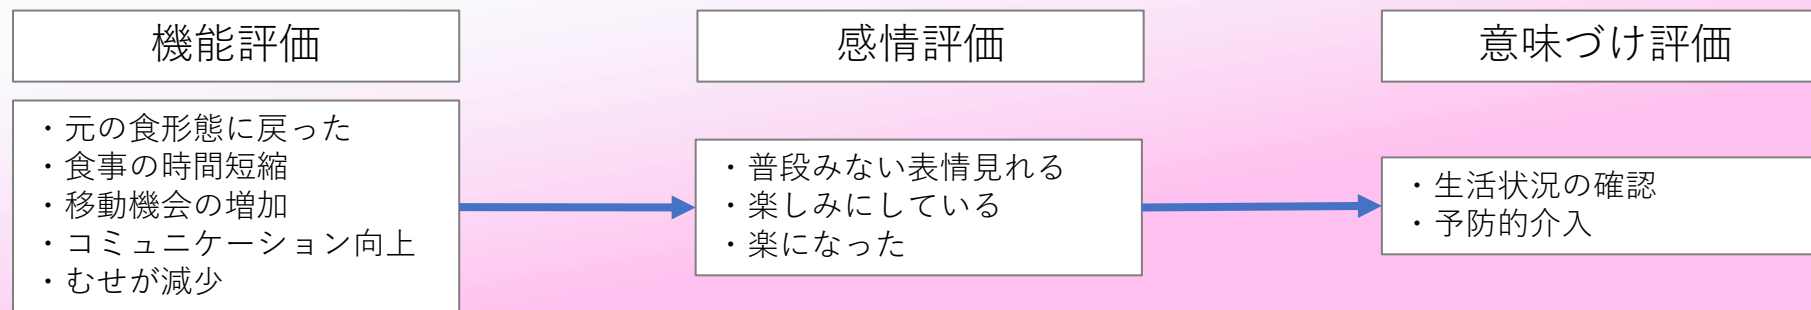 機能評価
・元の食形態に戻った
・食事の時間短縮
・移動機会の増加
・コミュニケーション向上
・むせが減少
感情評価
・普段みない表情見れる
・楽しみにしている
・楽になった
意味づけ評価
・生活状況の確認
・予防的介入